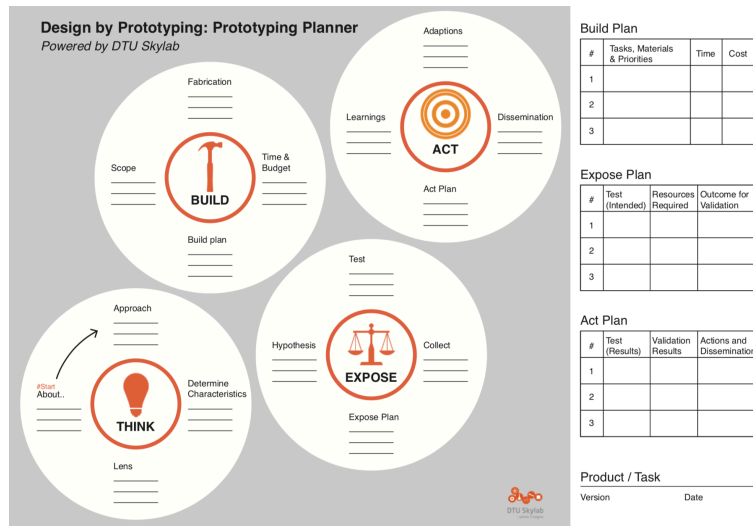 Design by Prototyping: Prototyping Planner
Powered by DTU Skylab
Adaptions
Learnings
Dissemination
ACT
Act Plan
Fabrication
Scope
Time &
Budget
BUILD
Build plan
Test
Hypothesis
Collect
EXPOSE
Expose Plan
Approach
#Start
About..
Determine
Characteristics
THINK
Lens
DTU Skylab
Build Plan
# Tasks, Materials & Priorities Time Cost
1
2
3
Expose Plan
# Test (Intended) Resources Required Outcome for Validation
1
2
3
Act Plan
# Test (Results) Validation Results Actions and Dissemination
1
2
3
Product / Task
Version Date